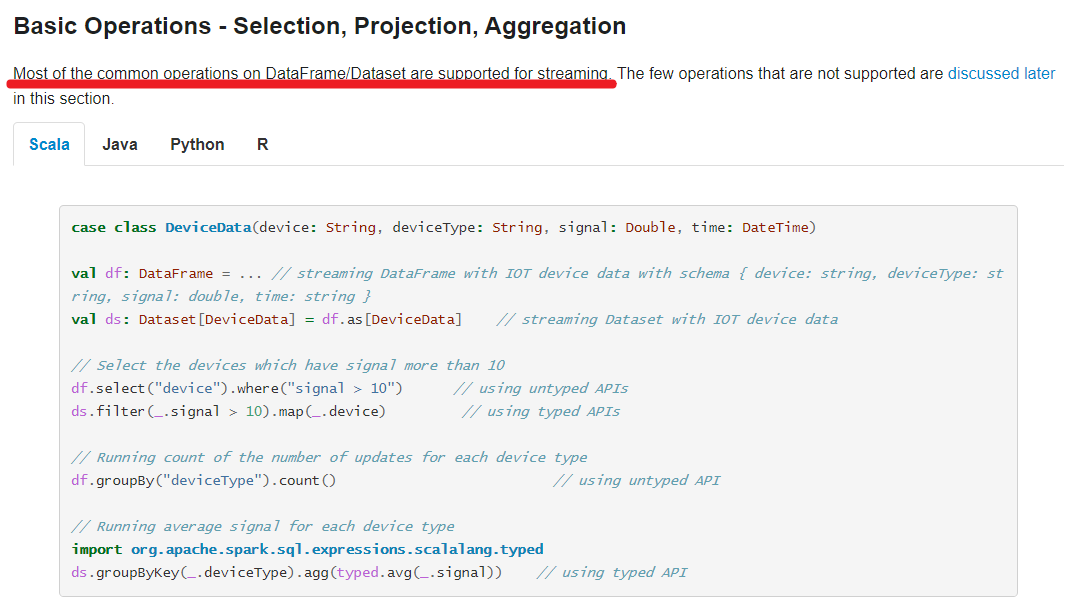 Basic Operations - Selection, Projection, Aggregation
Most of the common operations on DataFrame/Dataset are supported for streaming. The few operations that are not supported are discussed later
in this section.
Scala Java Python R
case class DeviceData(device: String, deviceType: String, signal: Double, time: DateTime)
val df: DataFrame = ... // streaming DataFrame with IOT device data with schema { device: string, deviceType: st
ring, signal: double, time: string }
val ds: Dataset[DeviceData] = df.as[DeviceData]    // streaming Dataset with IOT device data
// Select the devices which have signal more than 10
df.select("device").where("signal > 10")      // using untyped APIs
ds.filter(_.signal > 10).map(_.device)         // using typed APIs
// Running count of the number of updates for each device type
df.groupBy("deviceType").count()                          // using untyped API
// Running average signal for each device type
import org.apache.spark.sql.expressions.scalalang.typed
ds.groupByKey(_.deviceType).agg(typed.avg(_.signal))    // using typed API